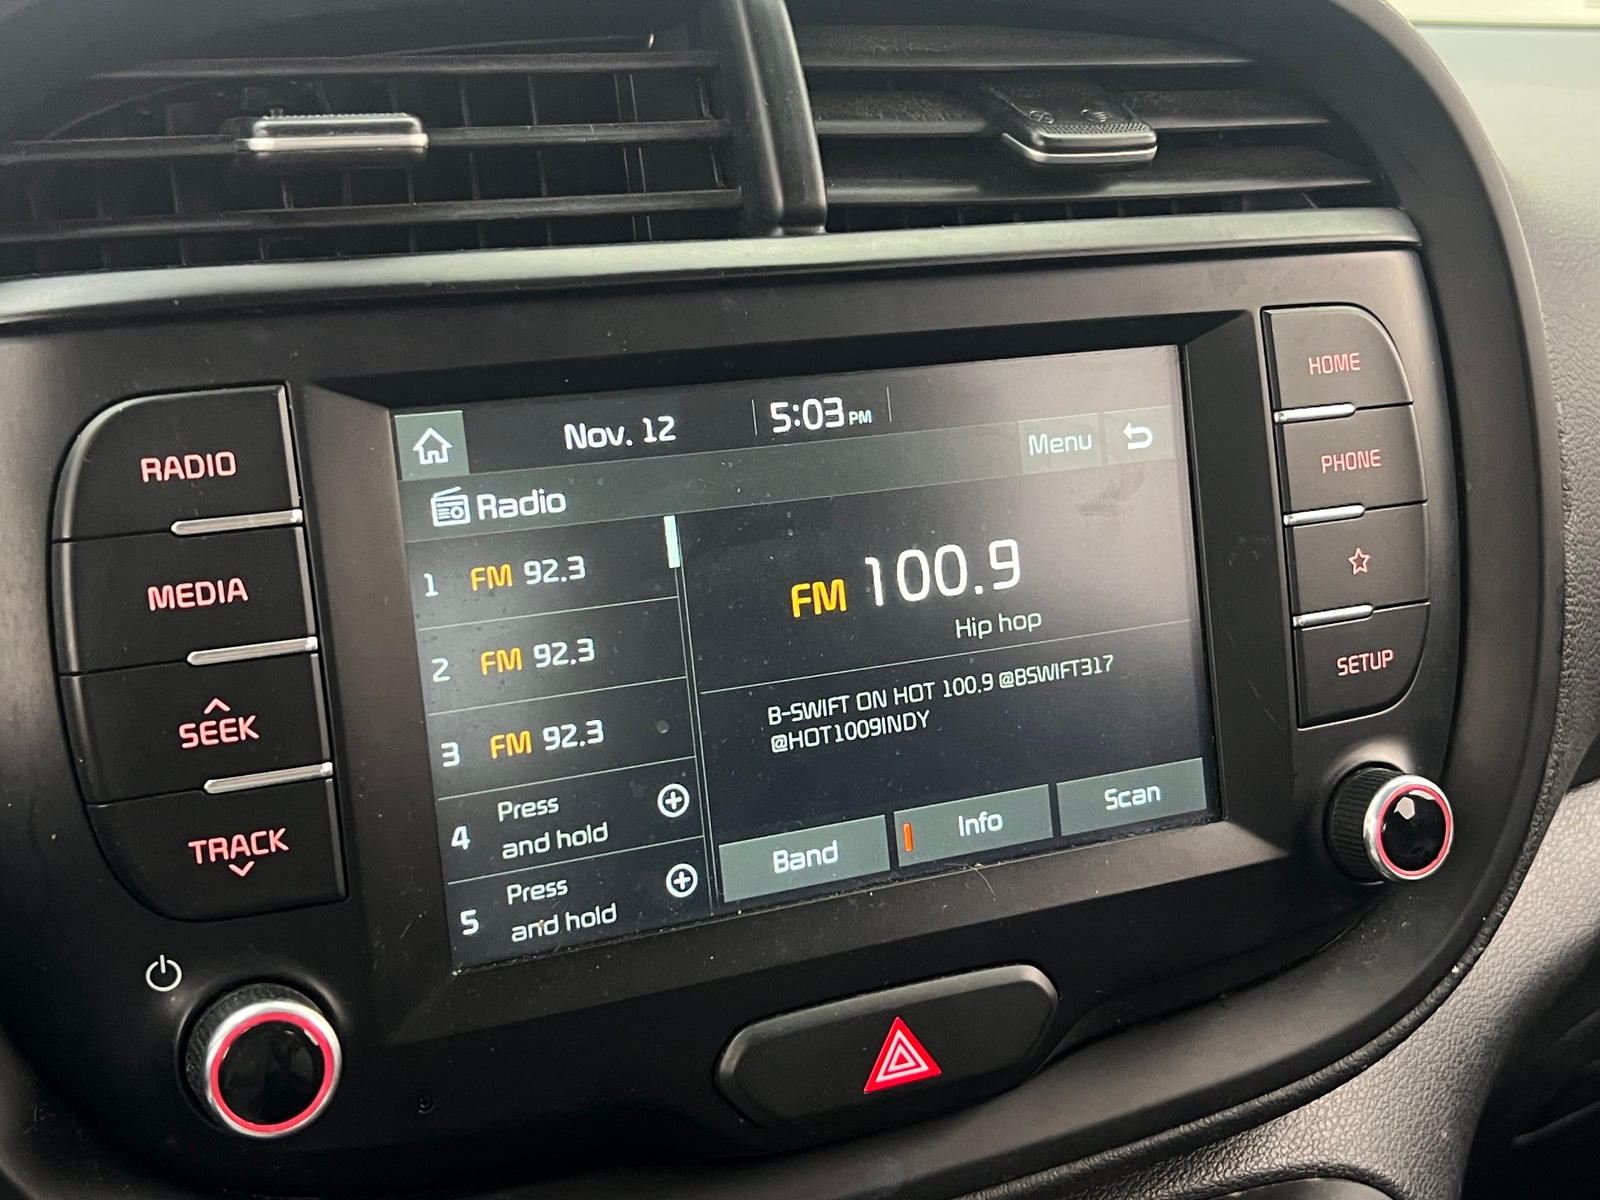 Nov. 12
5:03 PM
Menu
Radio
1 FM 92.3
2 FM 92.3
3 FM 92.3
4 Press
and hold
5 Press
and hold
FM 100.9
Hip hop
B-SWIFT ON HOT 100.9 @BSWIFT317
@HOT1009INDY
Band
Info
Scan
RADIO
MEDIA
SEEK
TRACK
HOME
PHONE
SETUP